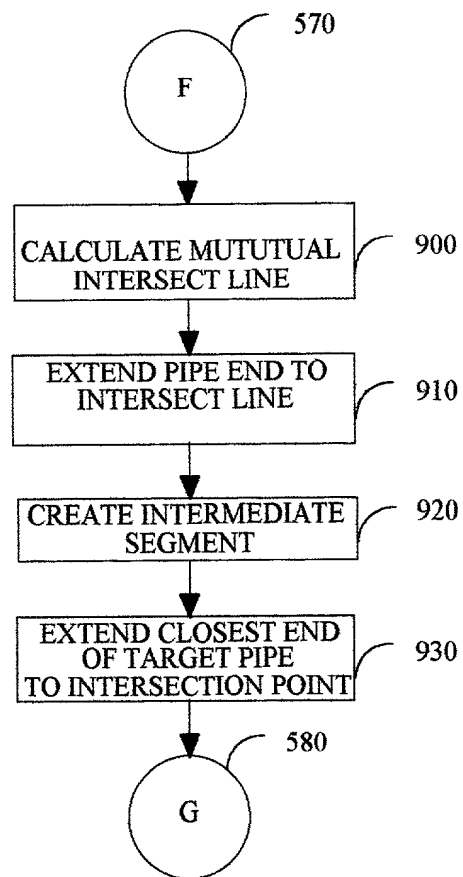 570
F
CALCULATE MUTUTUAL
INTERSECT LINE
900
EXTEND PIPE END TO
INTERSECT LINE
910
CREATE INTERMEDIATE
SEGMENT
920
EXTEND CLOSEST END
OF TARGET PIPE
TO INTERSECTION POINT
930
580
G